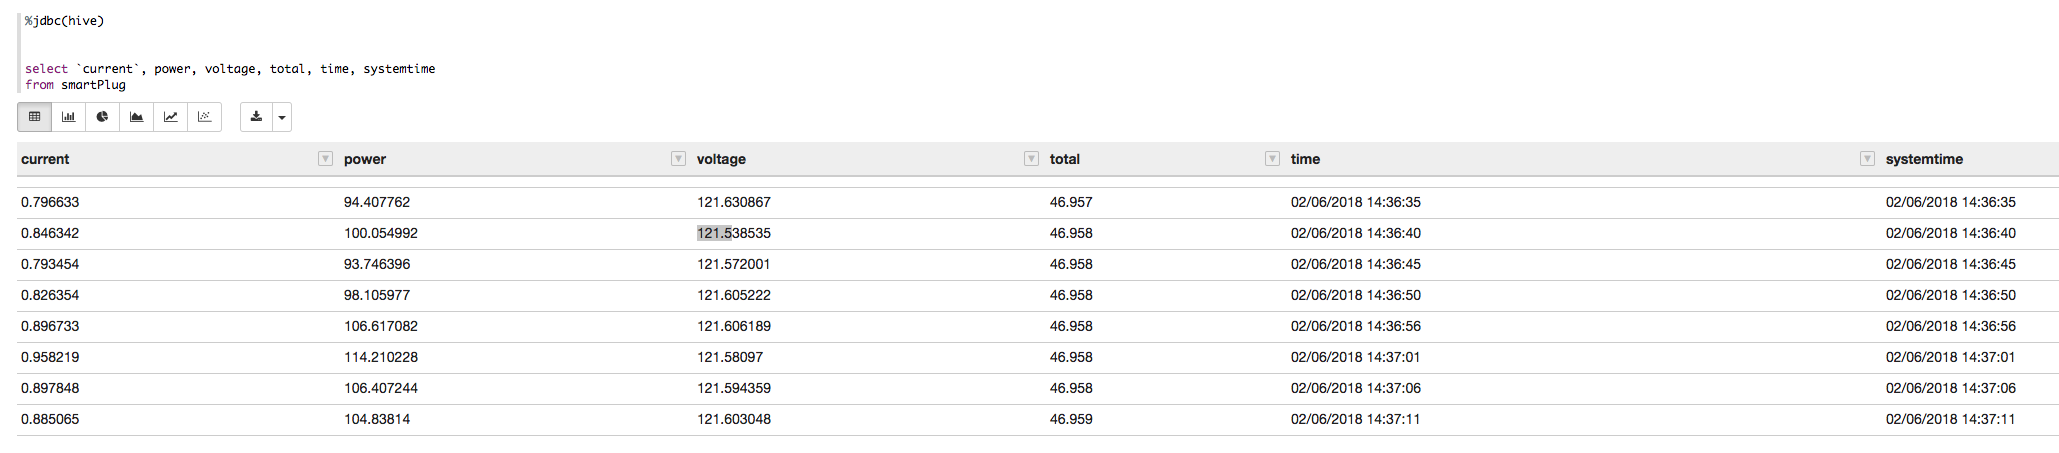 %jdbc(hive)
select `current`, power, voltage, total, time, systemtime
from smartPlug
current power voltage total time systemtime
0.796633 94.407762 121.630867 46.957 02/06/2018 14:36:35 02/06/2018 14:36:35
0.846342 100.054992 121.538535 46.958 02/06/2018 14:36:40 02/06/2018 14:36:40
0.793454 93.746396 121.572001 46.958 02/06/2018 14:36:45 02/06/2018 14:36:45
0.826354 98.105977 121.605222 46.958 02/06/2018 14:36:50 02/06/2018 14:36:50
0.896733 106.617082 121.606189 46.958 02/06/2018 14:36:56 02/06/2018 14:36:56
0.958219 114.210228 121.58097 46.958 02/06/2018 14:37:01 02/06/2018 14:37:01
0.897848 106.407244 121.594359 46.958 02/06/2018 14:37:06 02/06/2018 14:37:06
0.885065 104.83814 121.603048 46.959 02/06/2018 14:37:11 02/06/2018 14:37:11